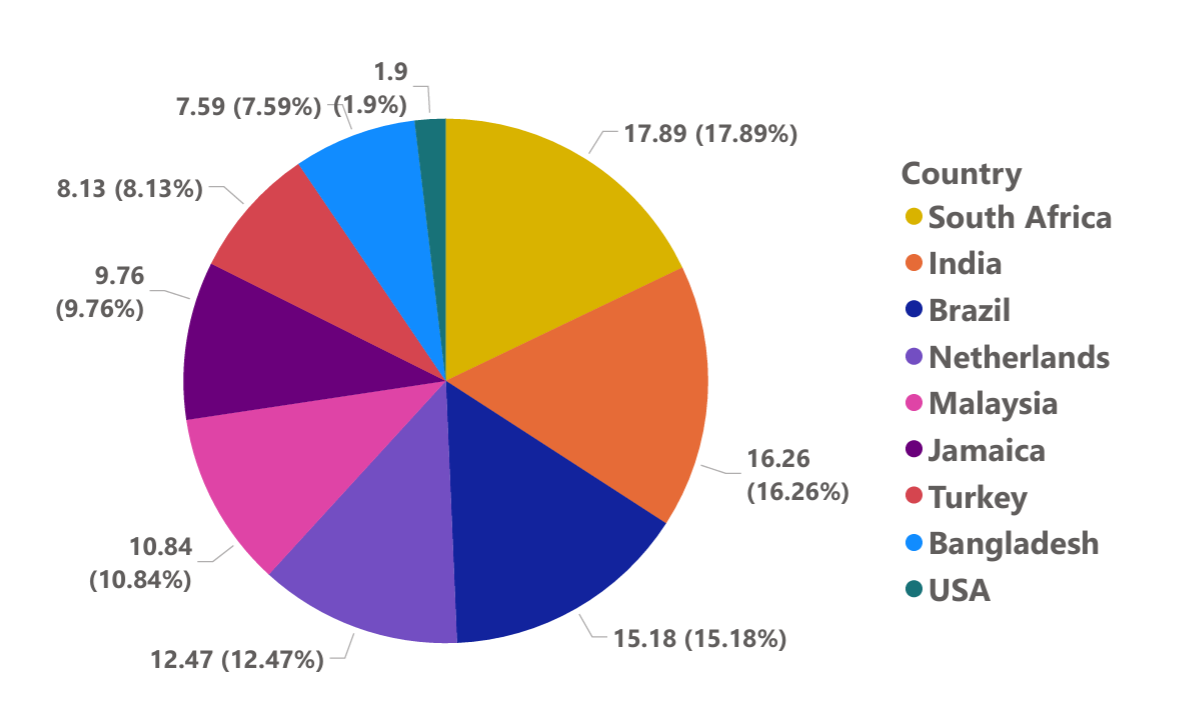 1.9
(1.9%)
7.59 (7.59%)
17.89 (17.89%)
8.13 (8.13%)
9.76
(9.76%)
16.26
(16.26%)
10.84
(10.84%)
15.18 (15.18%)
12.47 (12.47%)
Country
South Africa
India
Brazil
Netherlands
Malaysia
Jamaica
Turkey
Bangladesh
USA